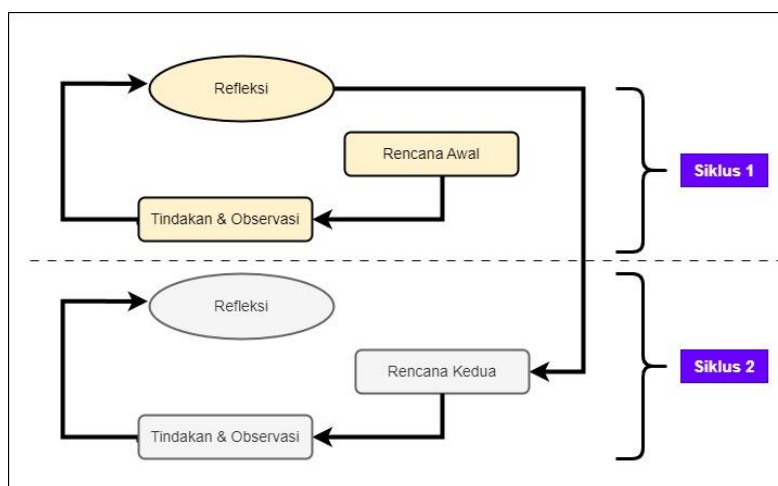 Refleksi
Rencana Awal
Siklus 1
Tindakan & Observasi
Refleksi
Rencana Kedua
Siklus 2
Tindakan & Observasi